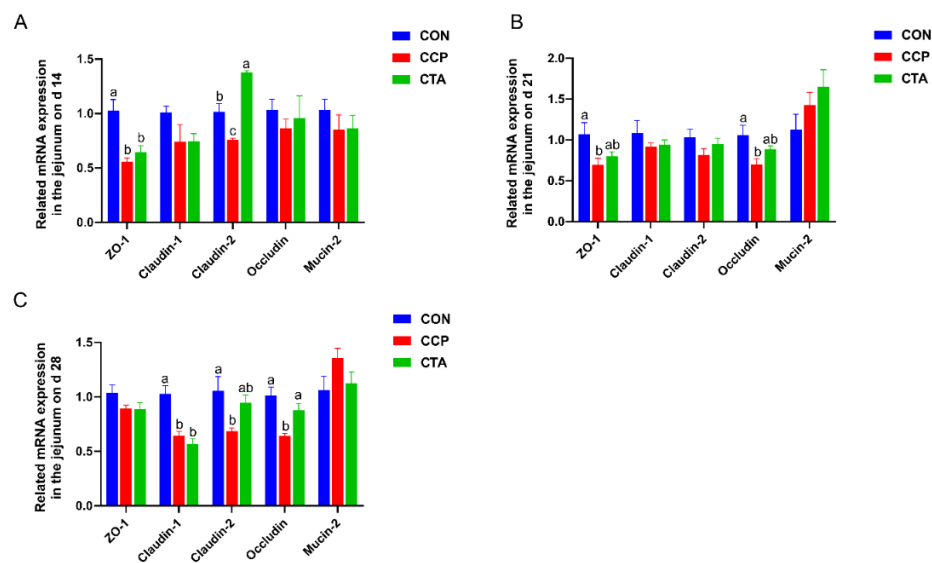 A
CON
CCP
CTA
Related mRNA expression
in the jejunum on d 14
1.5
1.0
0.5
0.0
a
b
b
b
c
a
ZO-1
Claudin-1
Claudin-2
Occludin
Mucin-2
B
CON
CCP
CTA
Related mRNA expression
in the jejunum on d 21
2.0
1.5
1.0
0.5
0.0
a
b
ab
a
b
ab
ZO-1
Claudin-1
Claudin-2
Occludin
Mucin-2
C
CON
CCP
CTA
Related mRNA expression
in the jejunum on d 28
1.5
1.0
0.5
0.0
a
b
b
a
b
ab
a
b
a
ZO-1
Claudin-1
Claudin-2
Occludin
Mucin-2